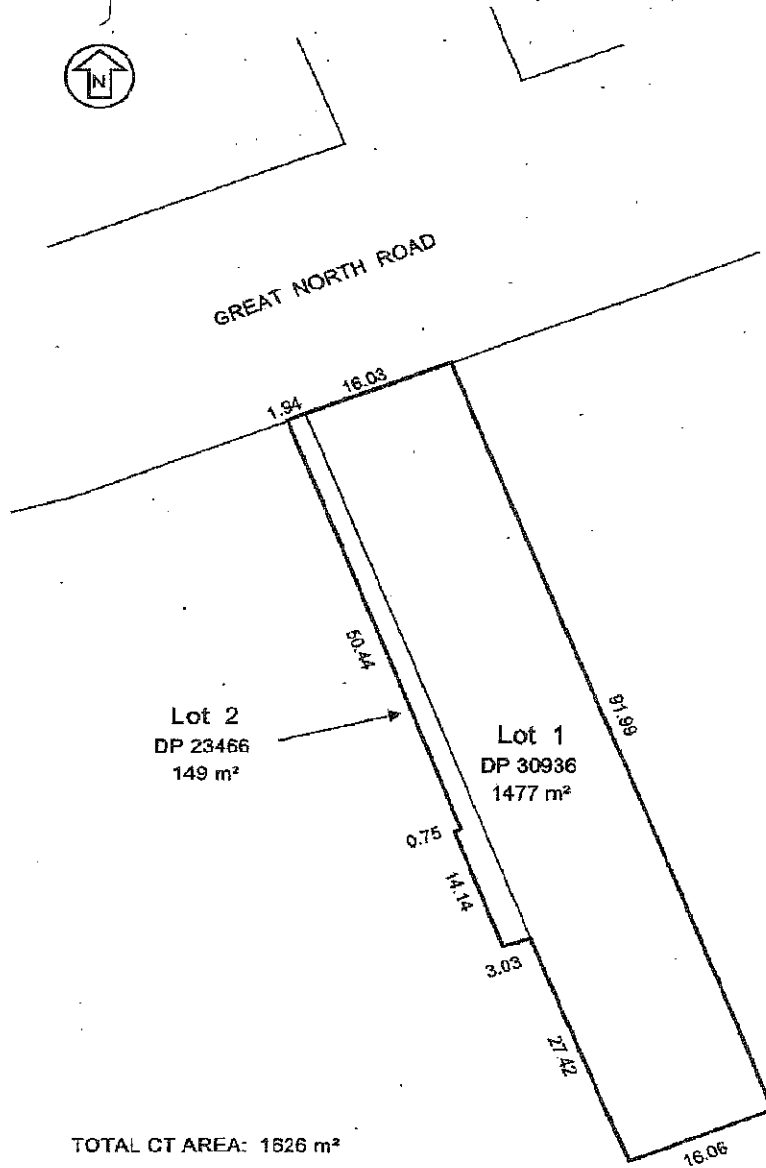 N
GREAT NORTH ROAD
1.94
16.03
50.44
91.99
Lot 2
DP 23466
149 m²
Lot 1
DP 30936
1477 m²
0.75
14.14
3.03
27.42
16.06
TOTAL CT AREA: 1626 m²